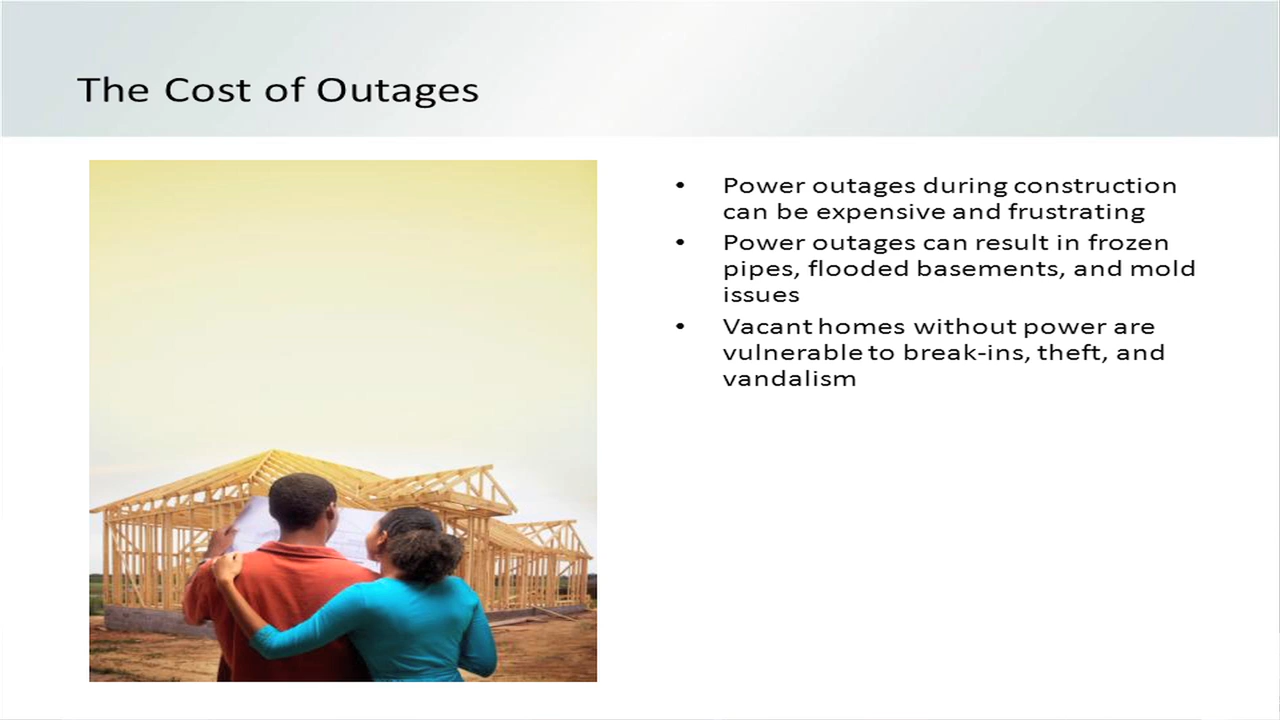 The Cost of Outages
• Power outages during construction
can be expensive and frustrating
• Power outages can result in frozen
pipes, flooded basements, and mold
issues
• Vacant homes without power are
vulnerable to break-ins, theft, and
vandalism